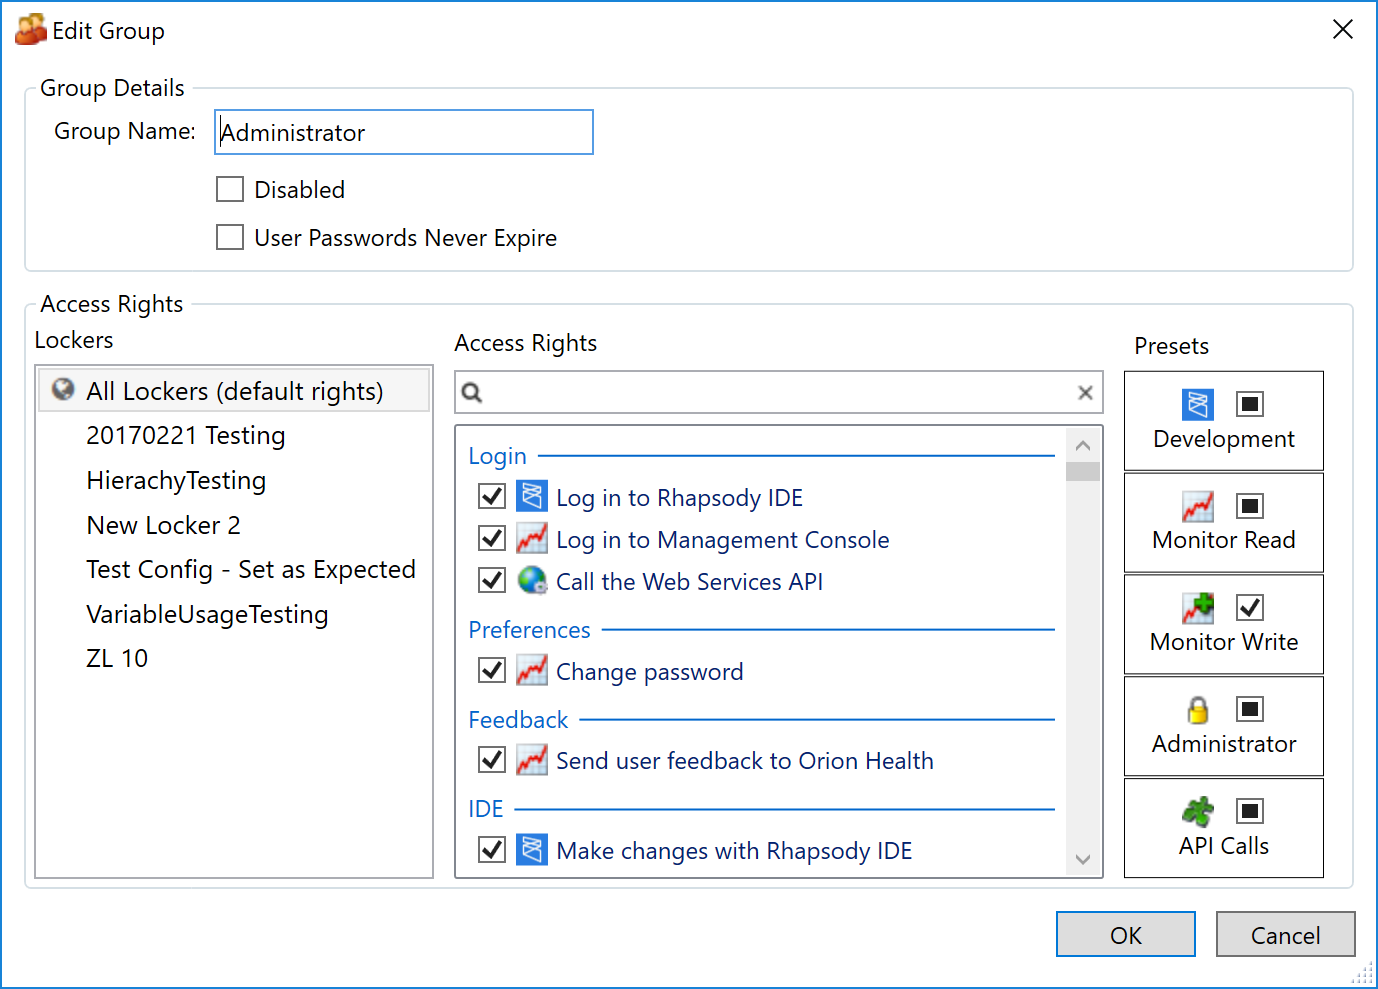 Edit Group
Group Details
Group Name:
Administrator
Disabled
User Passwords Never Expire
Access Rights
Lockers
All Lockers (default rights)
20170221 Testing
HierachyTesting
New Locker 2
Test Config - Set as Expected
VariableUsageTesting
ZL 10
Access Rights
Login
Log in to Rhapsody IDE
Log in to Management Console
Call the Web Services API
Preferences
Change password
Feedback
Send user feedback to Orion Health
IDE
Make changes with Rhapsody IDE
Presets
Development
Monitor Read
Monitor Write
Administrator
API Calls
OK
Cancel